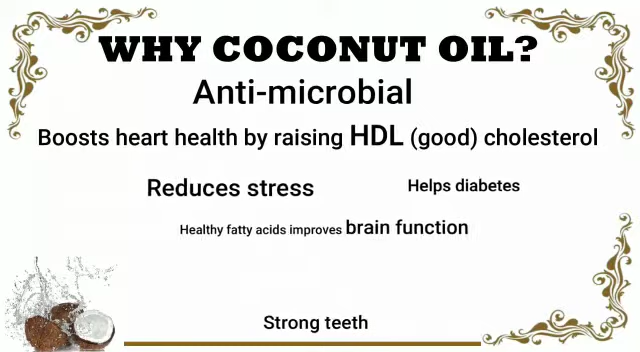 WHY COCONUT OIL?
Anti-microbial
Boosts heart health by raising HDL (good) cholesterol
Reduces stress
Helps diabetes
Healthy fatty acids improves brain function
Strong teeth